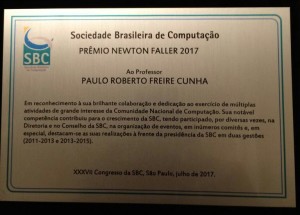 Sociedade Brasileira de Computação
PRÊMIO NEWTON FALLER 2017
SBC
Ao Professor
PAULO ROBERTO FREIRE CUNHA
Em reconhecimento à sua brilhante colaboração e dedicação ao exercício de múltiplas
atividades de grande interesse da Comunidade Nacional de Computação. Sua notável
competência contribuiu para o crescimento da SBC, tendo participado, por diversas vezes, na
Diretoria e no Conselho da SBC, na organização de eventos, em inúmeros comitês e, em
especial, destacam-se as suas realizações à frente da presidência da SBC em duas gestões
(2011-2013 e 2013-2015).
XXXVII Congresso da SBC, São Paulo, julho de 2017.